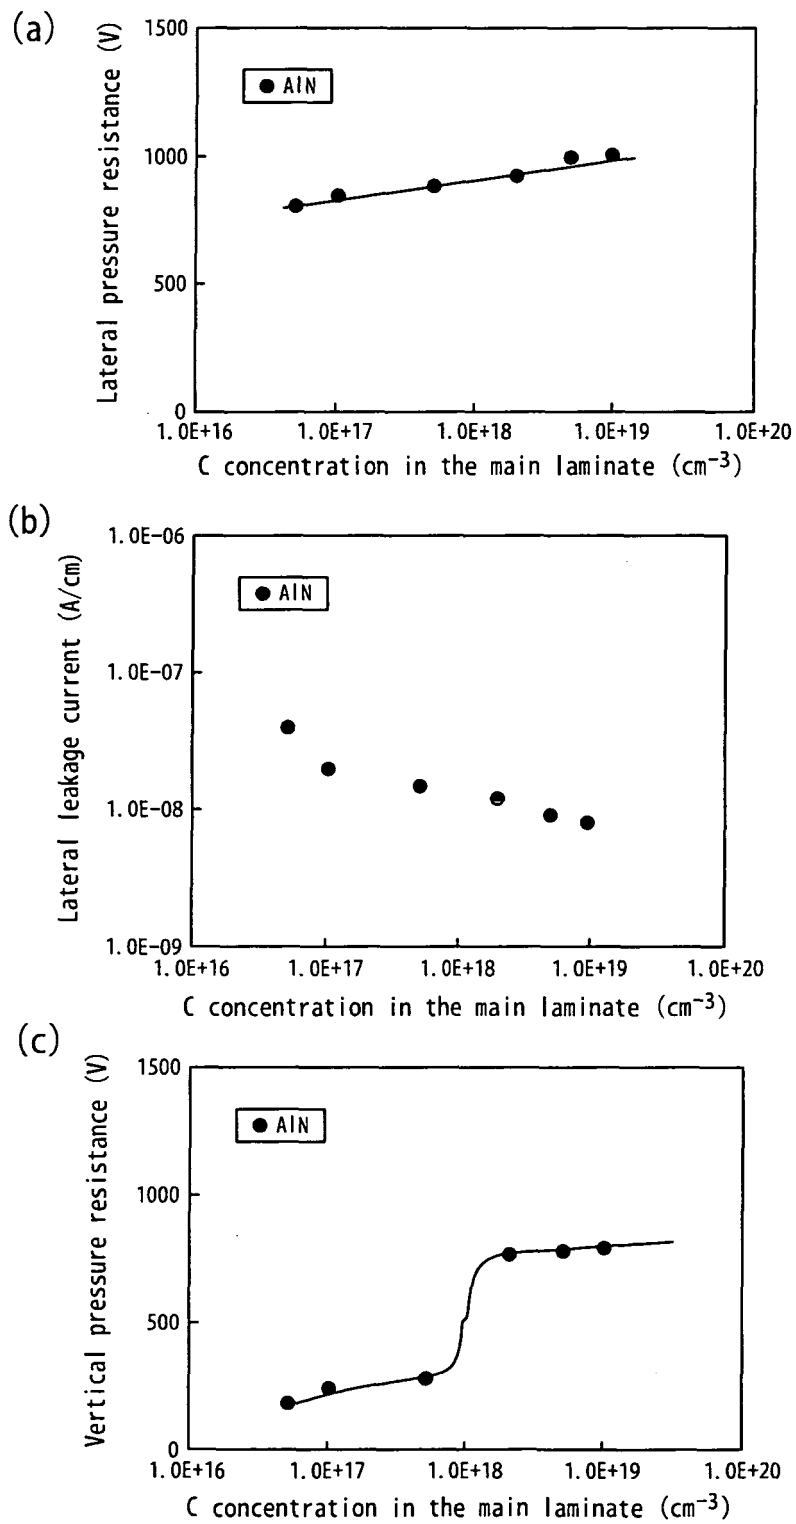 (a)
Lateral pressure resistance (V)
1500
1000
500
0
AlN
1.0E+16 1.0E+17 1.0E+18 1.0E+19 1.0E+20
C concentration in the main laminate (cm⁻³)
(b)
Lateral leakage current (A/cm)
1.0E-06
1.0E-07
1.0E-08
1.0E-09
AlN
1.0E+16 1.0E+17 1.0E+18 1.0E+19 1.0E+20
C concentration in the main laminate (cm⁻³)
(c)
Vertical pressure resistance (V)
1500
1000
500
0
AlN
1.0E+16 1.0E+17 1.0E+18 1.0E+19 1.0E+20
C concentration in the main laminate (cm⁻³)